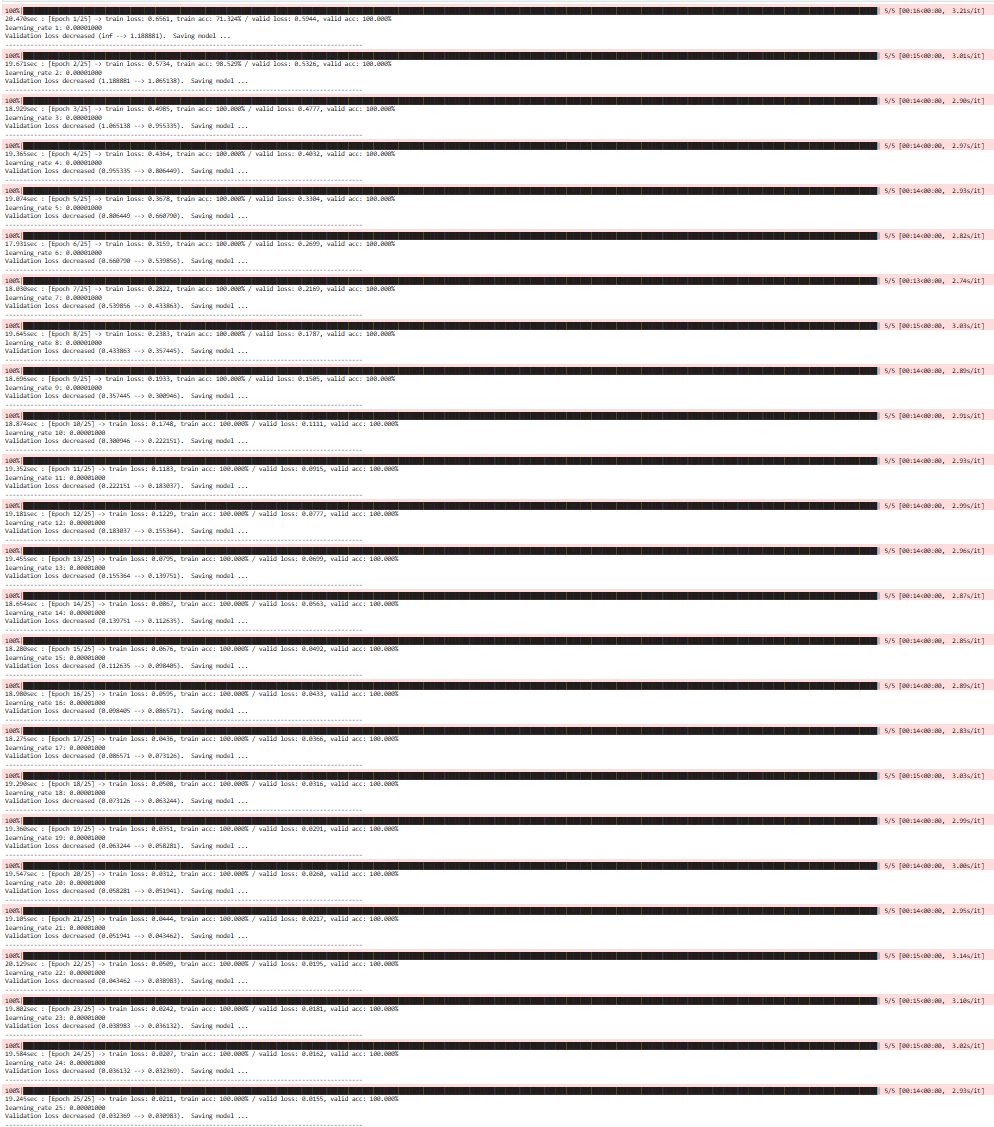 100%| 5/5 [00:16<00:00, 3.21s/it]
20.470sec : [Epoch 1/25] -> train loss: 0.6561, train acc: 71.324% / valid loss: 0.5944, valid acc: 100.000%
learning_rate 1: 0.00001000
Validation loss decreased (inf --> 1.188881). Saving model ...
------------------------------------------------------------------------------------------
100%| 5/5 [00:15<00:00, 3.01s/it]
19.671sec : [Epoch 2/25] -> train loss: 0.5734, train acc: 98.529% / valid loss: 0.5326, valid acc: 100.000%
learning_rate 2: 0.00001000
Validation loss decreased (1.188881 --> 1.065138). Saving model ...
------------------------------------------------------------------------------------------
100%| 5/5 [00:14<00:00, 2.90s/it]
18.929sec : [Epoch 3/25] -> train loss: 0.4985, train acc: 100.000% / valid loss: 0.4777, valid acc: 100.000%
learning_rate 3: 0.00001000
Validation loss decreased (1.065138 --> 0.955335). Saving model ...
------------------------------------------------------------------------------------------
100%| 5/5 [00:14<00:00, 2.97s/it]
19.365sec : [Epoch 4/25] -> train loss: 0.4364, train acc: 100.000% / valid loss: 0.4032, valid acc: 100.000%
learning_rate 4: 0.00001000
Validation loss decreased (0.955335 --> 0.806449). Saving model ...
------------------------------------------------------------------------------------------
100%| 5/5 [00:14<00:00, 2.93s/it]
19.074sec : [Epoch 5/25] -> train loss: 0.3678, train acc: 100.000% / valid loss: 0.3304, valid acc: 100.000%
learning_rate 5: 0.00001000
Validation loss decreased (0.806449 --> 0.660790). Saving model ...
------------------------------------------------------------------------------------------
100%| 5/5 [00:14<00:00, 2.82s/it]
17.931sec : [Epoch 6/25] -> train loss: 0.3159, train acc: 100.000% / valid loss: 0.2699, valid acc: 100.000%
learning_rate 6: 0.00001000
Validation loss decreased (0.660790 --> 0.539856). Saving model ...
------------------------------------------------------------------------------------------
100%| 5/5 [00:13<00:00, 2.74s/it]
18.030sec : [Epoch 7/25] -> train loss: 0.2822, train acc: 100.000% / valid loss: 0.2169, valid acc: 100.000%
learning_rate 7: 0.00001000
Validation loss decreased (0.539856 --> 0.433863). Saving model ...
------------------------------------------------------------------------------------------
100%| 5/5 [00:15<00:00, 3.03s/it]
19.645sec : [Epoch 8/25] -> train loss: 0.2383, train acc: 100.000% / valid loss: 0.1787, valid acc: 100.000%
learning_rate 8: 0.00001000
Validation loss decreased (0.433863 --> 0.357445). Saving model ...
------------------------------------------------------------------------------------------
100%| 5/5 [00:14<00:00, 2.89s/it]
18.696sec : [Epoch 9/25] -> train loss: 0.1933, train acc: 100.000% / valid loss: 0.1505, valid acc: 100.000%
learning_rate 9: 0.00001000
Validation loss decreased (0.357445 --> 0.300946). Saving model ...
------------------------------------------------------------------------------------------
100%| 5/5 [00:14<00:00, 2.91s/it]
18.874sec : [Epoch 10/25] -> train loss: 0.1748, train acc: 100.000% / valid loss: 0.1111, valid acc: 100.000%
learning_rate 10: 0.00001000
Validation loss decreased (0.300946 --> 0.222151). Saving model ...
------------------------------------------------------------------------------------------
100%| 5/5 [00:14<00:00, 2.93s/it]
19.352sec : [Epoch 11/25] -> train loss: 0.1183, train acc: 100.000% / valid loss: 0.0915, valid acc: 100.000%
learning_rate 11: 0.00001000
Validation loss decreased (0.222151 --> 0.183037). Saving model ...
------------------------------------------------------------------------------------------
100%| 5/5 [00:14<00:00, 2.99s/it]
19.181sec : [Epoch 12/25] -> train loss: 0.1229, train acc: 100.000% / valid loss: 0.0777, valid acc: 100.000%
learning_rate 12: 0.00001000
Validation loss decreased (0.183037 --> 0.155364). Saving model ...
------------------------------------------------------------------------------------------
100%| 5/5 [00:14<00:00, 2.96s/it]
19.455sec : [Epoch 13/25] -> train loss: 0.0795, train acc: 100.000% / valid loss: 0.0699, valid acc: 100.000%
learning_rate 13: 0.00001000
Validation loss decreased (0.155364 --> 0.139751). Saving model ...
------------------------------------------------------------------------------------------
100%| 5/5 [00:14<00:00, 2.87s/it]
18.654sec : [Epoch 14/25] -> train loss: 0.0867, train acc: 100.000% / valid loss: 0.0563, valid acc: 100.000%
learning_rate 14: 0.00001000
Validation loss decreased (0.139751 --> 0.112635). Saving model ...
------------------------------------------------------------------------------------------
100%| 5/5 [00:14<00:00, 2.85s/it]
18.280sec : [Epoch 15/25] -> train loss: 0.0676, train acc: 100.000% / valid loss: 0.0492, valid acc: 100.000%
learning_rate 15: 0.00001000
Validation loss decreased (0.112635 --> 0.098405). Saving model ...
------------------------------------------------------------------------------------------
100%| 5/5 [00:14<00:00, 2.89s/it]
18.980sec : [Epoch 16/25] -> train loss: 0.0595, train acc: 100.000% / valid loss: 0.0433, valid acc: 100.000%
learning_rate 16: 0.00001000
Validation loss decreased (0.098405 --> 0.086571). Saving model ...
------------------------------------------------------------------------------------------
100%| 5/5 [00:14<00:00, 2.83s/it]
18.275sec : [Epoch 17/25] -> train loss: 0.0436, train acc: 100.000% / valid loss: 0.0366, valid acc: 100.000%
learning_rate 17: 0.00001000
Validation loss decreased (0.086571 --> 0.073126). Saving model ...
------------------------------------------------------------------------------------------
100%| 5/5 [00:15<00:00, 3.03s/it]
19.290sec : [Epoch 18/25] -> train loss: 0.0508, train acc: 100.000% / valid loss: 0.0316, valid acc: 100.000%
learning_rate 18: 0.00001000
Validation loss decreased (0.073126 --> 0.063244). Saving model ...
------------------------------------------------------------------------------------------
100%| 5/5 [00:14<00:00, 2.99s/it]
19.360sec : [Epoch 19/25] -> train loss: 0.0351, train acc: 100.000% / valid loss: 0.0291, valid acc: 100.000%
learning_rate 19: 0.00001000
Validation loss decreased (0.063244 --> 0.058281). Saving model ...
------------------------------------------------------------------------------------------
100%| 5/5 [00:14<00:00, 3.00s/it]
19.547sec : [Epoch 20/25] -> train loss: 0.0312, train acc: 100.000% / valid loss: 0.0260, valid acc: 100.000%
learning_rate 20: 0.00001000
Validation loss decreased (0.058281 --> 0.051941). Saving model ...
------------------------------------------------------------------------------------------
100%| 5/5 [00:14<00:00, 2.95s/it]
19.105sec : [Epoch 21/25] -> train loss: 0.0444, train acc: 100.000% / valid loss: 0.0217, valid acc: 100.000%
learning_rate 21: 0.00001000
Validation loss decreased (0.051941 --> 0.043462). Saving model ...
------------------------------------------------------------------------------------------
100%| 5/5 [00:15<00:00, 3.14s/it]
20.129sec : [Epoch 22/25] -> train loss: 0.0509, train acc: 100.000% / valid loss: 0.0195, valid acc: 100.000%
learning_rate 22: 0.00001000
Validation loss decreased (0.043462 --> 0.038983). Saving model ...
------------------------------------------------------------------------------------------
100%| 5/5 [00:15<00:00, 3.10s/it]
19.802sec : [Epoch 23/25] -> train loss: 0.0242, train acc: 100.000% / valid loss: 0.0181, valid acc: 100.000%
learning_rate 23: 0.00001000
Validation loss decreased (0.038983 --> 0.036132). Saving model ...
------------------------------------------------------------------------------------------
100%| 5/5 [00:15<00:00, 3.02s/it]
19.584sec : [Epoch 24/25] -> train loss: 0.0207, train acc: 100.000% / valid loss: 0.0162, valid acc: 100.000%
learning_rate 24: 0.00001000
Validation loss decreased (0.036132 --> 0.032369). Saving model ...
------------------------------------------------------------------------------------------
100%| 5/5 [00:14<00:00, 2.93s/it]
19.245sec : [Epoch 25/25] -> train loss: 0.0211, train acc: 100.000% / valid loss: 0.0155, valid acc: 100.000%
learning_rate 25: 0.00001000
Validation loss decreased (0.032369 --> 0.030983). Saving model ...
------------------------------------------------------------------------------------------